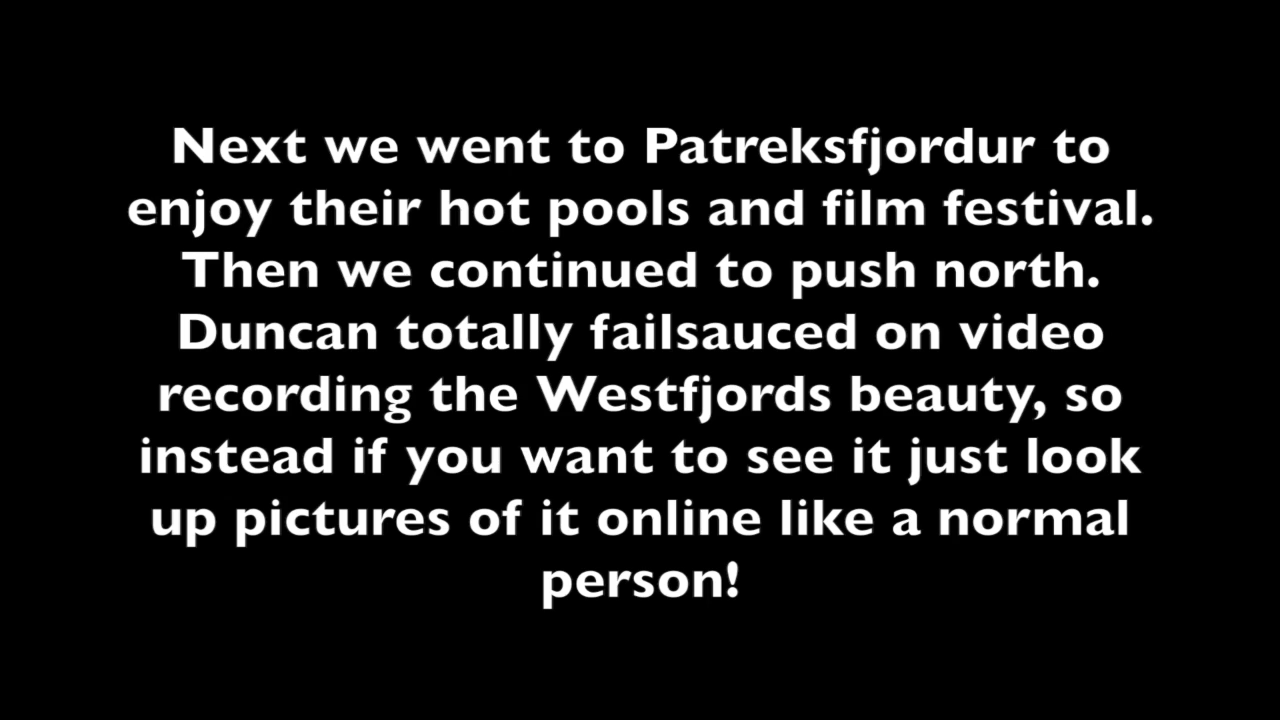 Next we went to Patreksfjordur to
enjoy their hot pools and film festival.
Then we continued to push north.
Duncan totally failsauced on video
recording the Westfjords beauty, so
instead if you want to see it just look
up pictures of it online like a normal
person!